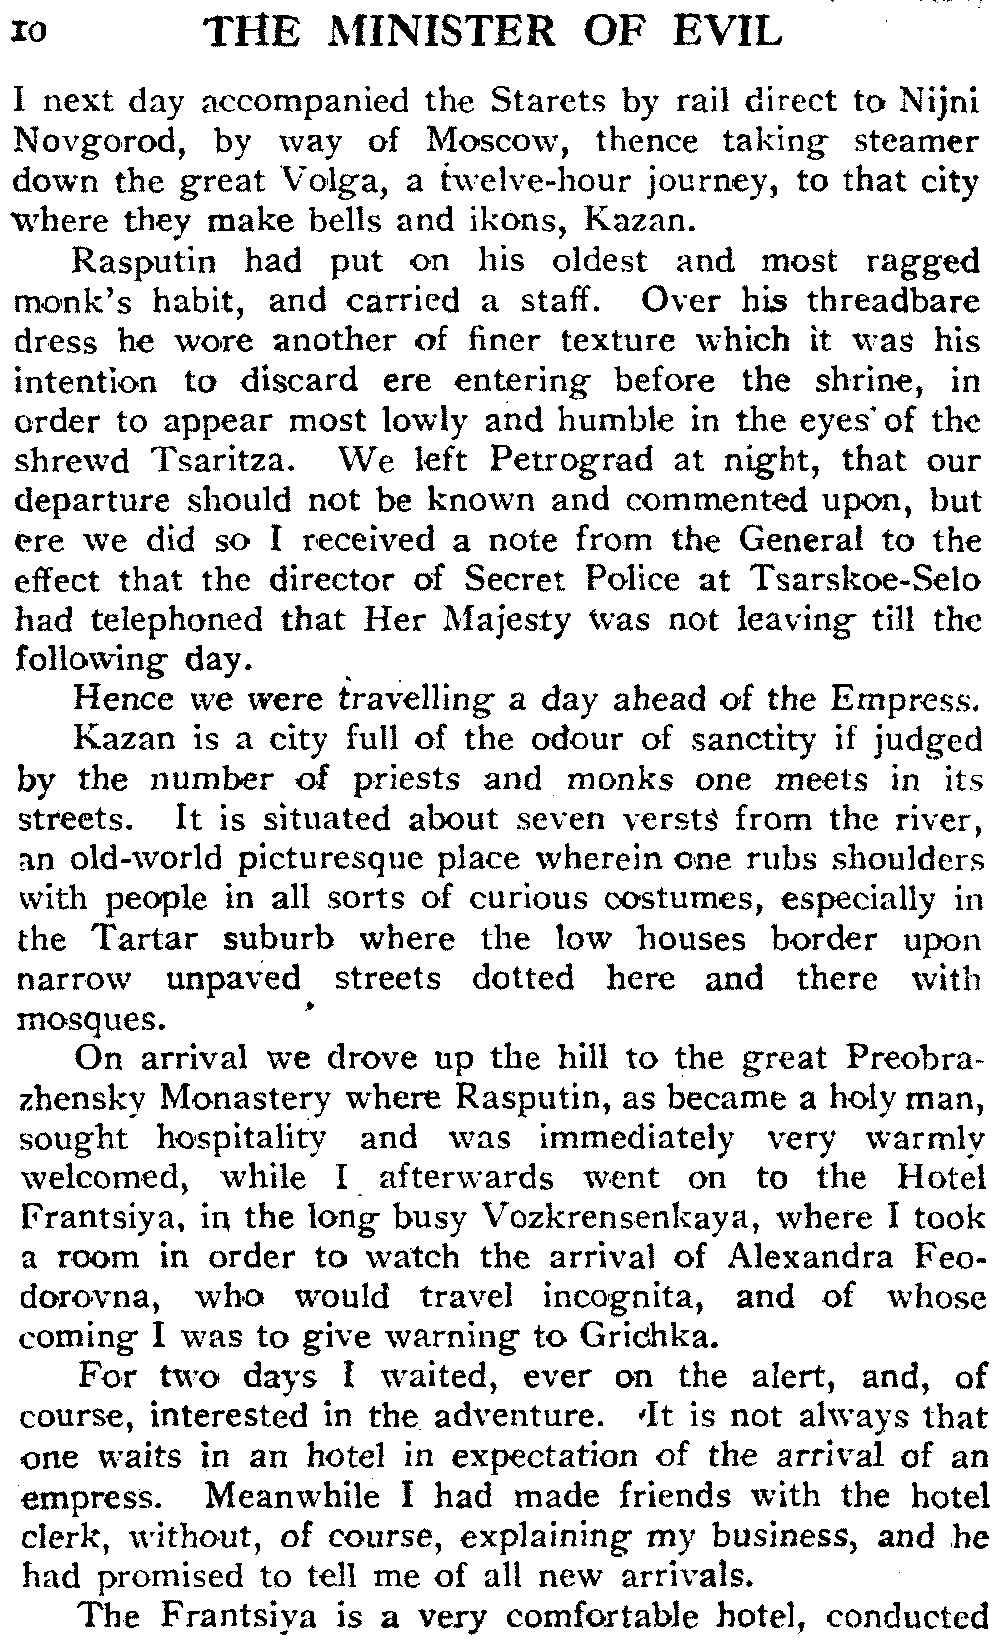 10 THE MINISTER OF EVIL
I next day accompanied the Starets by rail direct to Nijni
Novgorod, by way of Moscow, thence taking steamer
down the great Volga, a twelve-hour journey, to that city
where they make bells and ikons, Kazan.
Rasputin had put on his oldest and most ragged
monk's habit, and carried a staff. Over his threadbare
dress he wore another of finer texture which it was his
intention to discard ere entering before the shrine, in
order to appear most lowly and humble in the eyes of the
shrewd Tsaritza. We left Petrograd at night, that our
departure should not be known and commented upon, but
ere we did so I received a note from the General to the
effect that the director of Secret Police at Tsarskoe-Selo
had telephoned that Her Majesty was not leaving till the
following day.
Hence we were travelling a day ahead of the Empress.
Kazan is a city full of the odour of sanctity if judged
by the number of priests and monks one meets in its
streets. It is situated about seven versts from the river,
an old-world picturesque place wherein one rubs shoulders
with people in all sorts of curious costumes, especially in
the Tartar suburb where the low houses border upon
narrow unpaved streets dotted here and there with
mosques.
On arrival we drove up the hill to the great Preobra-
zhensky Monastery where Rasputin, as became a holy man,
sought hospitality and was immediately very warmly
welcomed, while I afterwards went on to the Hotel
Frantsiya, in the long busy Vozkrensenkaya, where I took
a room in order to watch the arrival of Alexandra Feo-
dorovna, who would travel incognita, and of whose
coming I was to give warning to Grichka.
For two days I waited, ever on the alert, and, of
course, interested in the adventure. It is not always that
one waits in an hotel in expectation of the arrival of an
empress. Meanwhile I had made friends with the hotel
clerk, without, of course, explaining my business, and he
had promised to tell me of all new arrivals.
The Frantsiya is a very comfortable hotel, conducted